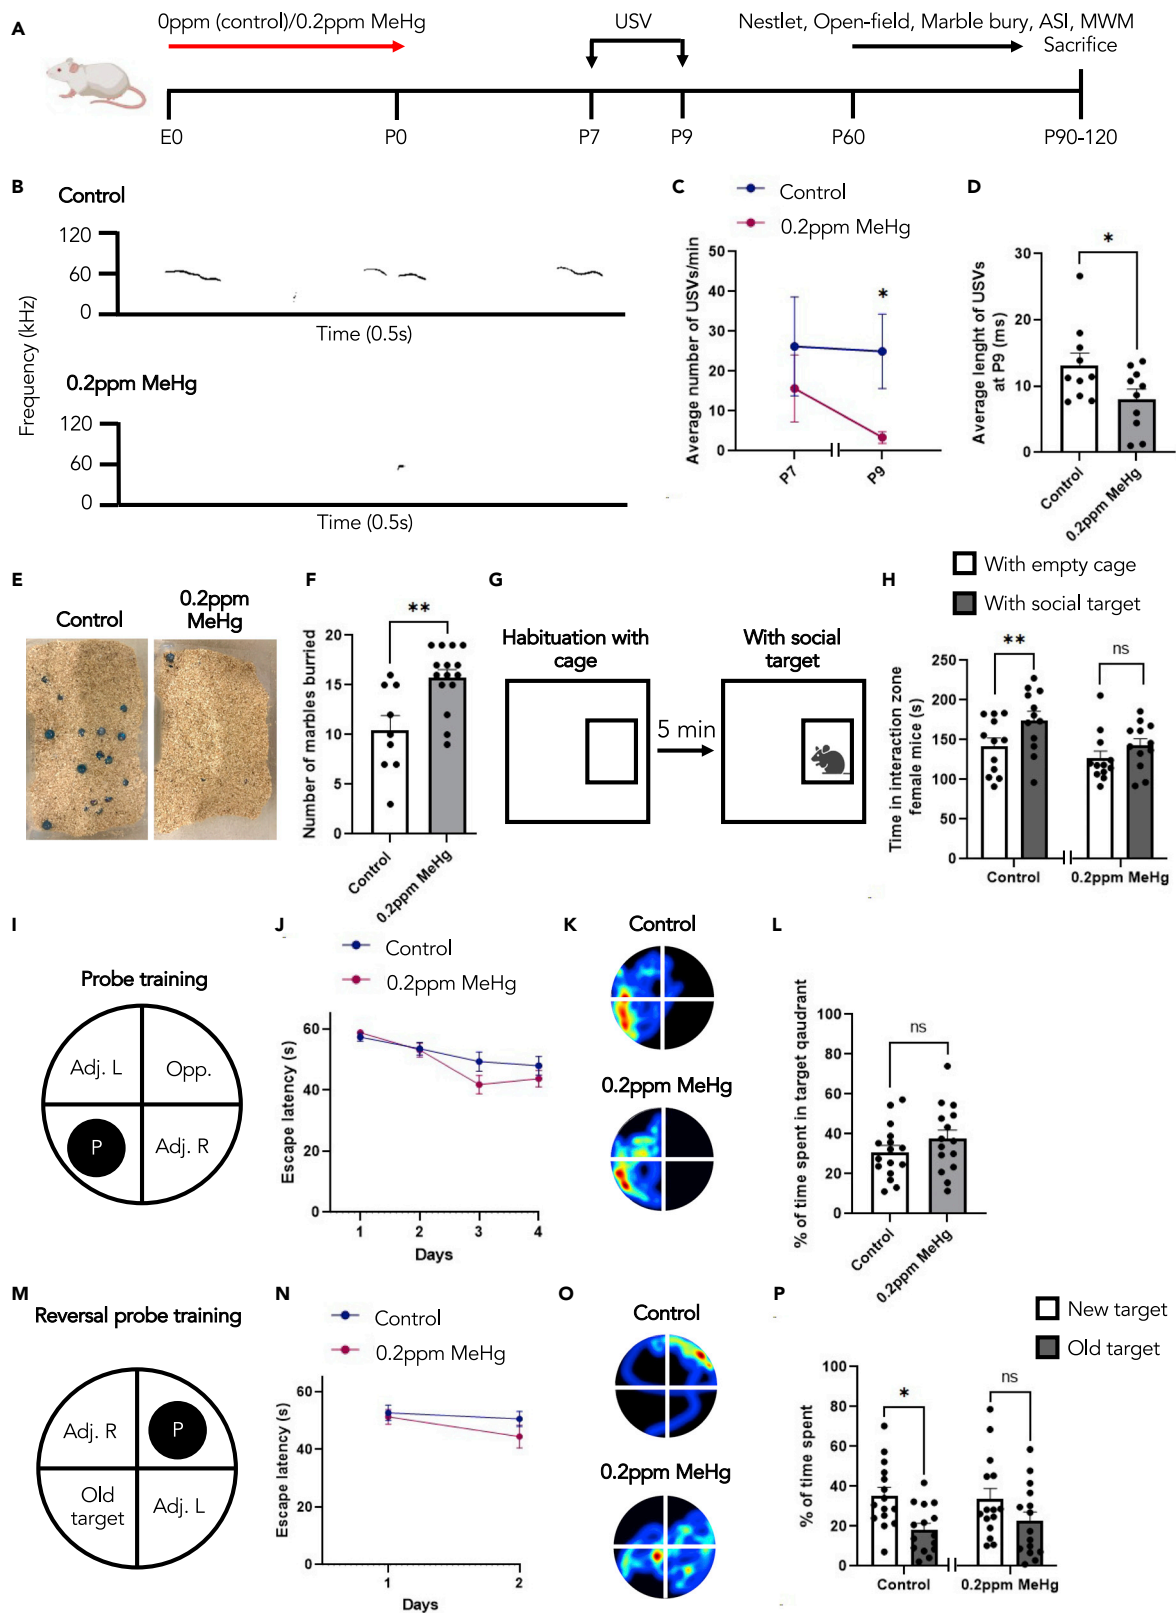 A
0ppm (control)/0.2ppm MeHg
USV
Nestlet, Open-field, Marble bury, ASI, MWM
Sacrifice
E0
P0
P7
P9
P60
P90-120
B
Control
Frequency (kHz)
120
60
0
Time (0.5s)
0.2ppm MeHg
120
60
0
Time (0.5s)
C
Control
0.2ppm MeHg
Average number of USVs/min
50
40
30
20
10
0
*
P7
P9
D
Average lenght of USVs
at P9 (ms)
30
20
10
0
*
Control
0.2ppm MeHg
E
Control
0.2ppm
MeHg
F
Number of marbles burried
20
15
10
5
0
**
Control
0.2ppm MeHg
G
Habituation with
cage
5 min
With social
target
H
With empty cage
With social target
Time in interaction zone
female mice (s)
250
200
150
100
50
0
**
ns
Control
0.2ppm MeHg
I
Probe training
Adj. L
Opp.
P
Adj. R
J
Control
0.2ppm MeHg
Escape latency (s)
60
40
20
0
1
2
3
4
Days
K
Control
0.2ppm MeHg
L
% of time spent in target qaudrant
100
80
60
40
20
0
ns
Control
0.2ppm MeHg
M
Reversal probe training
Adj. R
P
Old
target
Adj. L
N
Control
0.2ppm MeHg
Escape latency (s)
60
40
20
0
1
2
Days
O
Control
0.2ppm MeHg
P
New target
Old target
% of time spent
100
80
60
40
20
0
*
ns
Control
0.2ppm MeHg